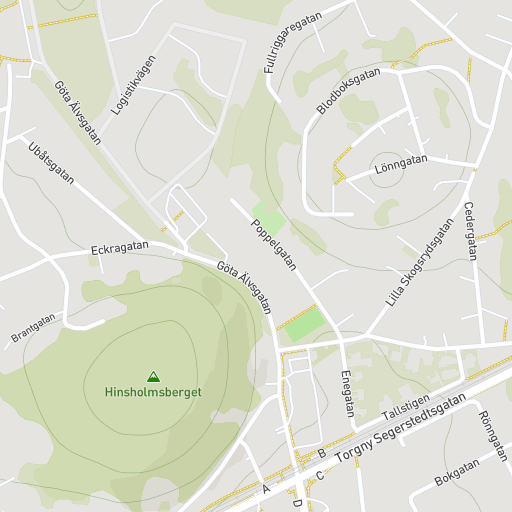 Fullriggaregatan
Logistikvägen
Göta Älvsgatan
Blodboksgatan
Ubåtsgatan
Lönngatan
Poppelgatan
Cedergatan
Eckragatan
Lilla Skogsrydsgatan
Göta Älvsgatan
Brantgatan
Hinsholmsberget
Enegatan
Tallstigen
Torgny Segerstedtsgatan
Rönngatan
B
C
Bokgatan
A
D